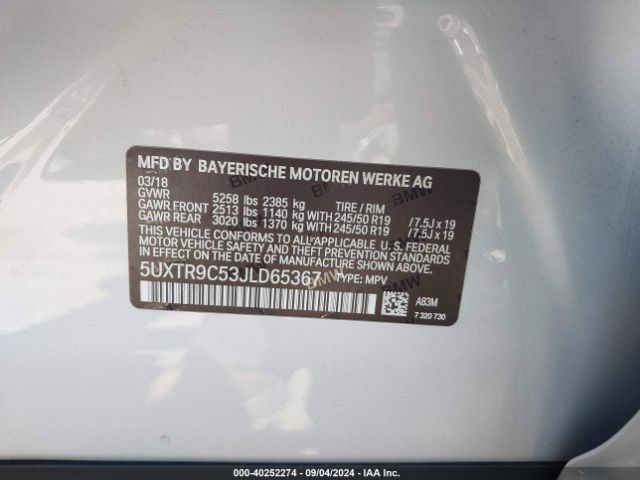 MFD BY BAYERISCHE MOTOREN WERKE AG
03/18
GVWR 5258 lbs 2385 kg TIRE / RIM
GAWR FRONT 2513 lbs 1140 kg WITH 245/50 R19 /7.5J x 19
GAWR REAR 3020 lbs 1370 kg WITH 245/50 R19 /7.5J x 19
THIS VEHICLE CONFORMS TO ALL APPLICABLE U.S. FEDERAL
MOTOR VEHICLE SAFETY, BUMPER, AND THEFT PREVENTION STANDARDS
IN EFFECT ON THE DATE OF MANUFACTURE SHOWN ABOVE.
5UXTR9C53JLD65367 TYPE: MPV
A83M
7 320 730
BMW
BMW
BMW
000-40252274 - 09/04/2024 - IAA Inc.